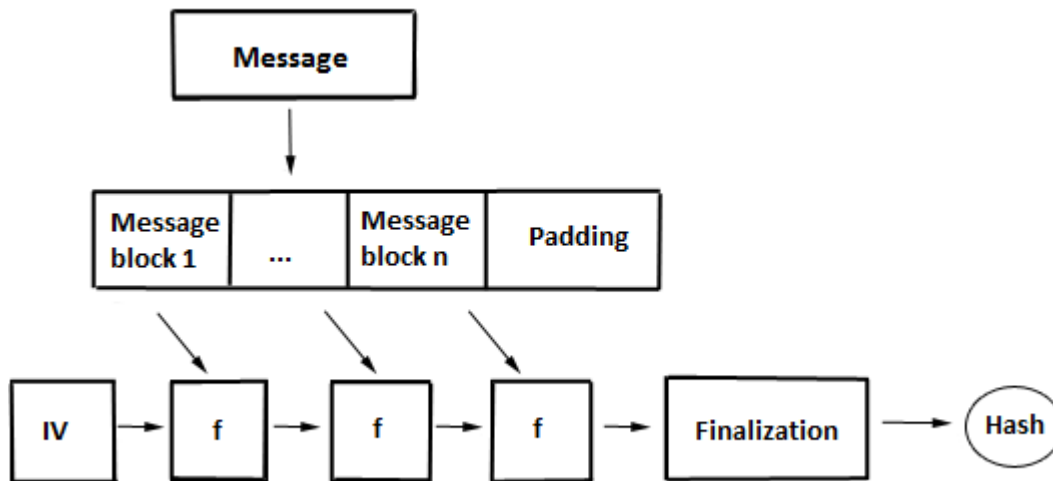 Message
Message
block 1
...
Message
block n
Padding
IV
f
f
f
Finalization
Hash